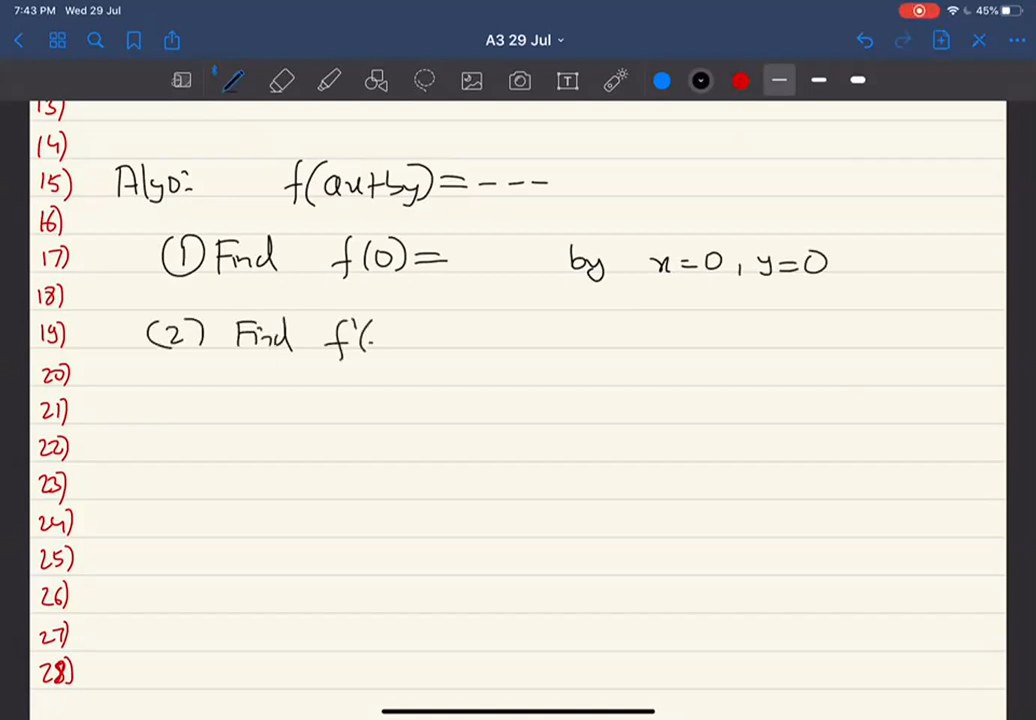 7:43 PM Wed 29 Jul
45%
A3 29 Jul
13)
14)
15) Algo: f(ax+by)=---
16)
17) ① Find f(0)= by x=0, y=0
18)
19) (2) Find f'(
20)
21)
22)
23)
24)
25)
26)
27)
28)